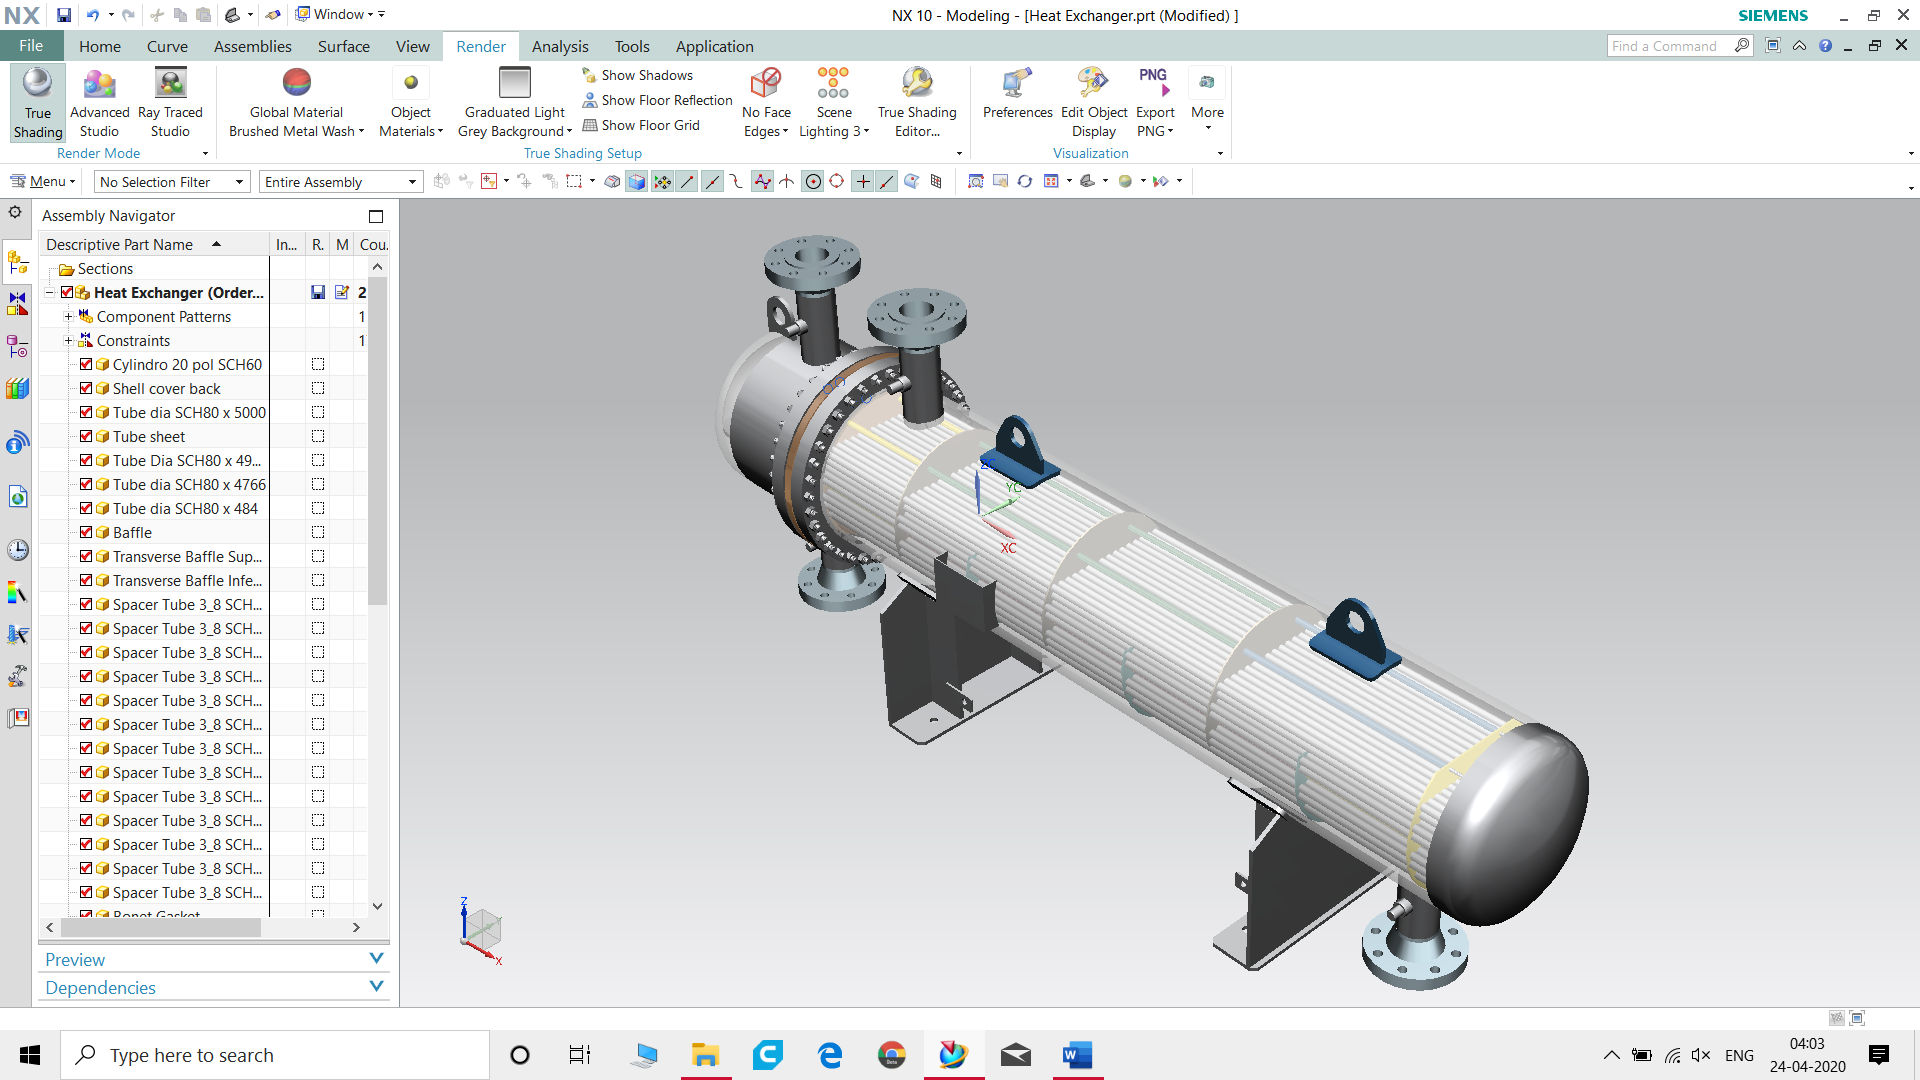 NX
Window
NX 10 - Modeling - [Heat Exchanger.prt (Modified) ]
SIEMENS
File
Home
Curve
Assemblies
Surface
View
Render
Analysis
Tools
Application
Find a Command
True Shading
Advanced Studio
Ray Traced Studio
Render Mode
Global Material Brushed Metal Wash
Object Materials
Graduated Light Grey Background
Show Shadows
Show Floor Reflection
Show Floor Grid
No Face Edges
Scene Lighting 3
True Shading Editor...
True Shading Setup
Preferences
Edit Object Display
PNG
Export PNG
More
Visualization
Menu
No Selection Filter
Entire Assembly
Assembly Navigator
Descriptive Part Name
In...
R.
M
Cou.
Sections
Heat Exchanger (Order...
2
Component Patterns
1
Constraints
1
Cylindro 20 pol SCH60
Shell cover back
Tube dia SCH80 x 5000
Tube sheet
Tube Dia SCH80 x 49...
Tube dia SCH80 x 4766
Tube dia SCH80 x 484
Baffle
Transverse Baffle Sup...
Transverse Baffle Infe...
Spacer Tube 3_8 SCH...
Spacer Tube 3_8 SCH...
Spacer Tube 3_8 SCH...
Spacer Tube 3_8 SCH...
Spacer Tube 3_8 SCH...
Spacer Tube 3_8 SCH...
Spacer Tube 3_8 SCH...
Spacer Tube 3_8 SCH...
Spacer Tube 3_8 SCH...
Spacer Tube 3_8 SCH...
Spacer Tube 3_8 SCH...
Spacer Tube 3_8 SCH...
Spacer Tube 3_8 SCH...
Bonet Gasket
Preview
Dependencies
ZC
YC
XC
Z
Y
X
Type here to search
Beta
W
ENG
04:03
24-04-2020